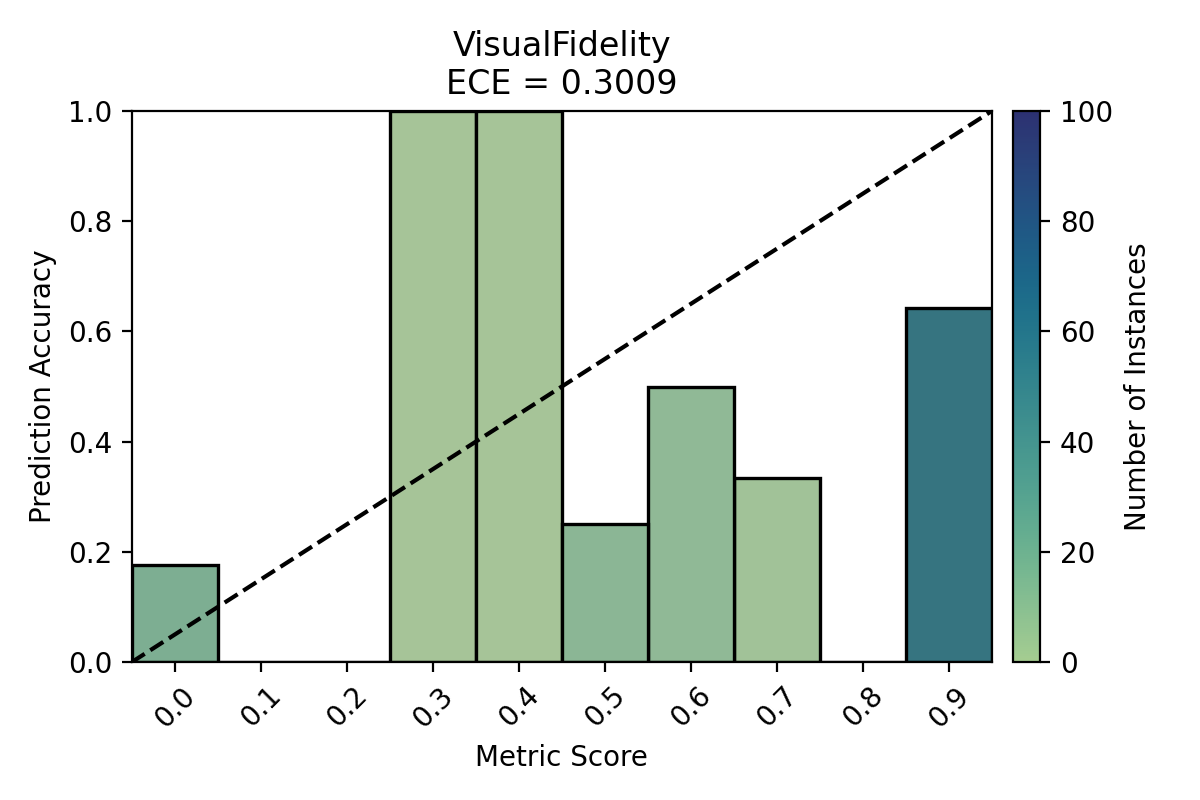 VisualFidelity
ECE = 0.3009
Prediction Accuracy
1.0
0.8
0.6
0.4
0.2
0.0
0.0 0.1 0.2 0.3 0.4 0.5 0.6 0.7 0.8 0.9
Metric Score
100
80
60
40
20
0
Number of Instances